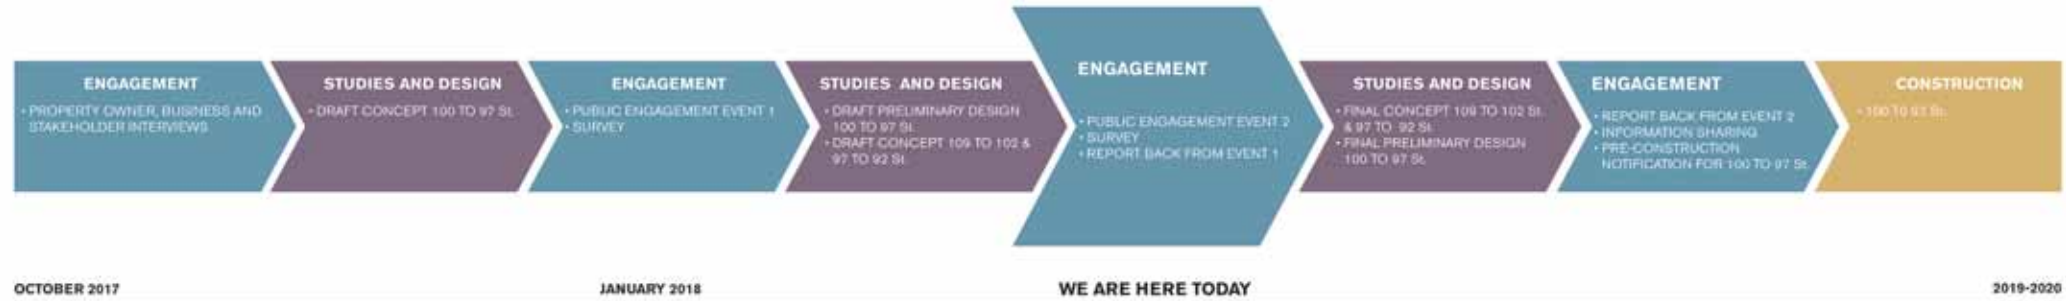 ENGAGEMENT
• PROPERTY OWNER, BUSINESS AND
STAKEHOLDER INTERVIEWS
STUDIES AND DESIGN
• DRAFT CONCEPT 100 TO 97 St.
ENGAGEMENT
• PUBLIC ENGAGEMENT EVENT 1
• SURVEY
STUDIES AND DESIGN
• DRAFT PRELIMINARY DESIGN
100 TO 97 St.
• DRAFT CONCEPT 109 TO 102 &
97 TO 92 St.
ENGAGEMENT
• PUBLIC ENGAGEMENT EVENT 2
• SURVEY
• REPORT BACK FROM EVENT 1
STUDIES AND DESIGN
• FINAL CONCEPT 109 TO 102 St.
& 97 TO 92 St.
• FINAL PRELIMINARY DESIGN
100 TO 97 St.
ENGAGEMENT
• REPORT BACK FROM EVENT 2
• INFORMATION SHARING
• PRE-CONSTRUCTION
NOTIFICATION FOR 100 TO 97 St.
CONSTRUCTION
• 100 TO St.
OCTOBER 2017
JANUARY 2018
WE ARE HERE TODAY
2019-2020